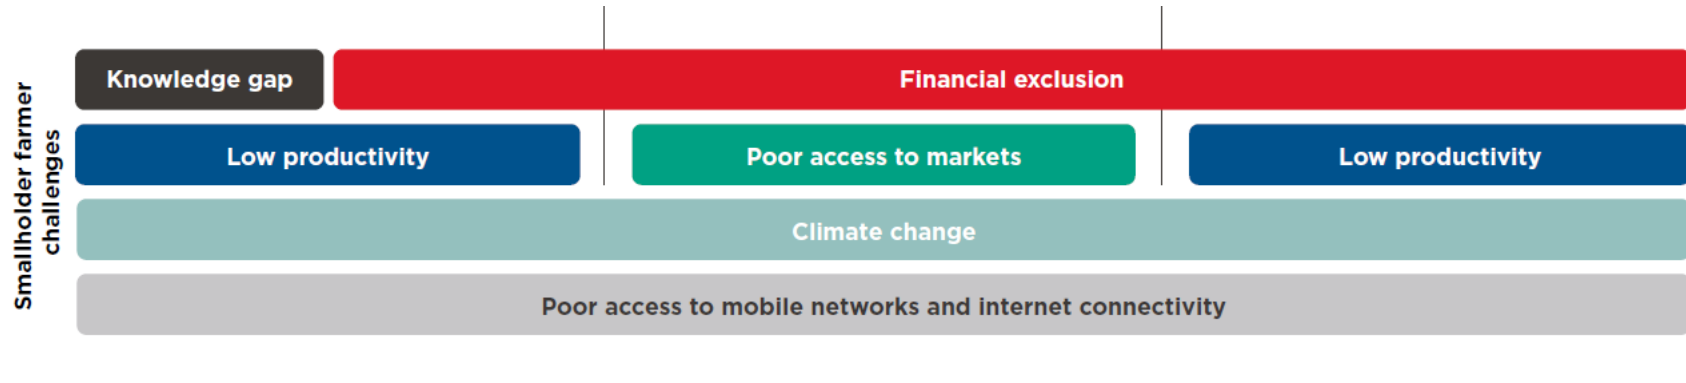 Smallholder farmer
challenges
Knowledge gap
Financial exclusion
Low productivity
Poor access to markets
Low productivity
Climate change
Poor access to mobile networks and internet connectivity